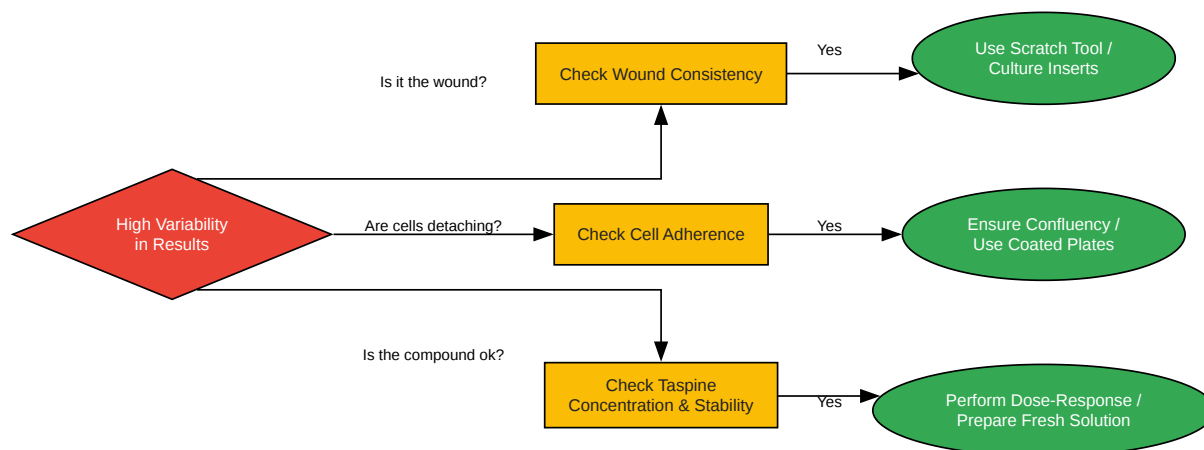 Is it the wound?
Check Wound Consistency
Yes
Use Scratch Tool /
Culture Inserts
High Variability
in Results
Are cells detaching?
Check Cell Adherence
Yes
Ensure Confluency /
Use Coated Plates
Is the compound ok?
Check Taspine
Concentration & Stability
Yes
Perform Dose-Response /
Prepare Fresh Solution